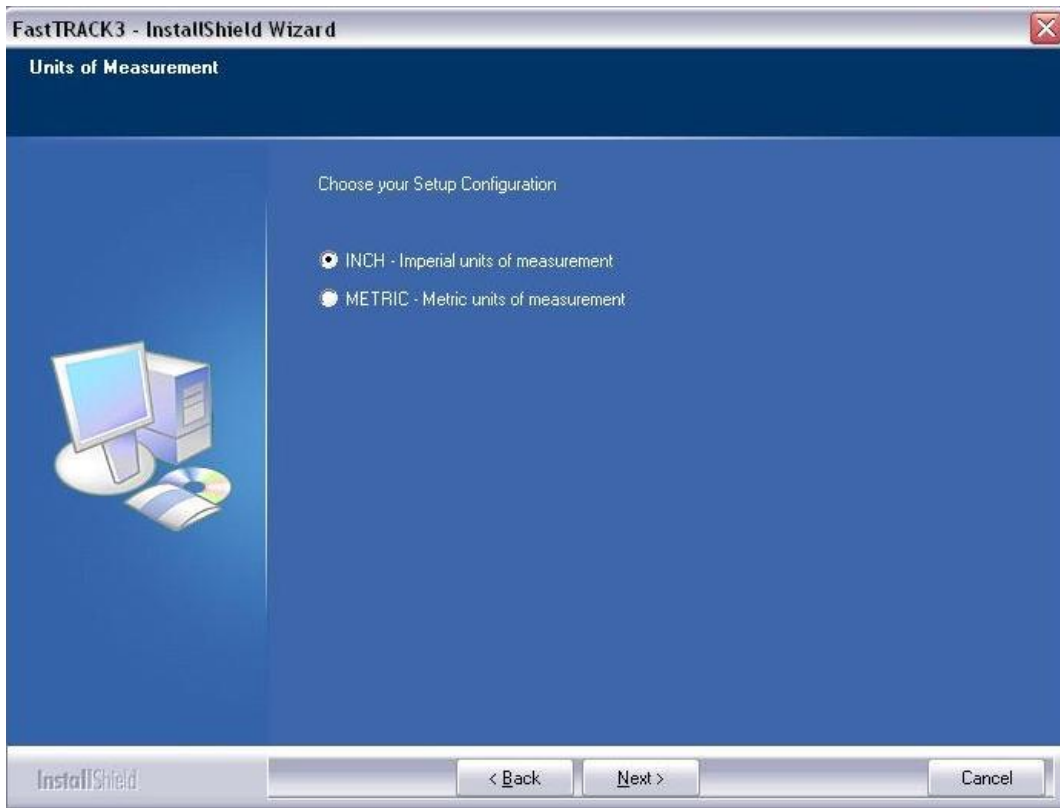 FastTRACK3 - InstallShield Wizard
Units of Measurement
Choose your Setup Configuration
INCH - Imperial units of measurement
METRIC - Metric units of measurement
InstallShield
< Back
Next >
Cancel